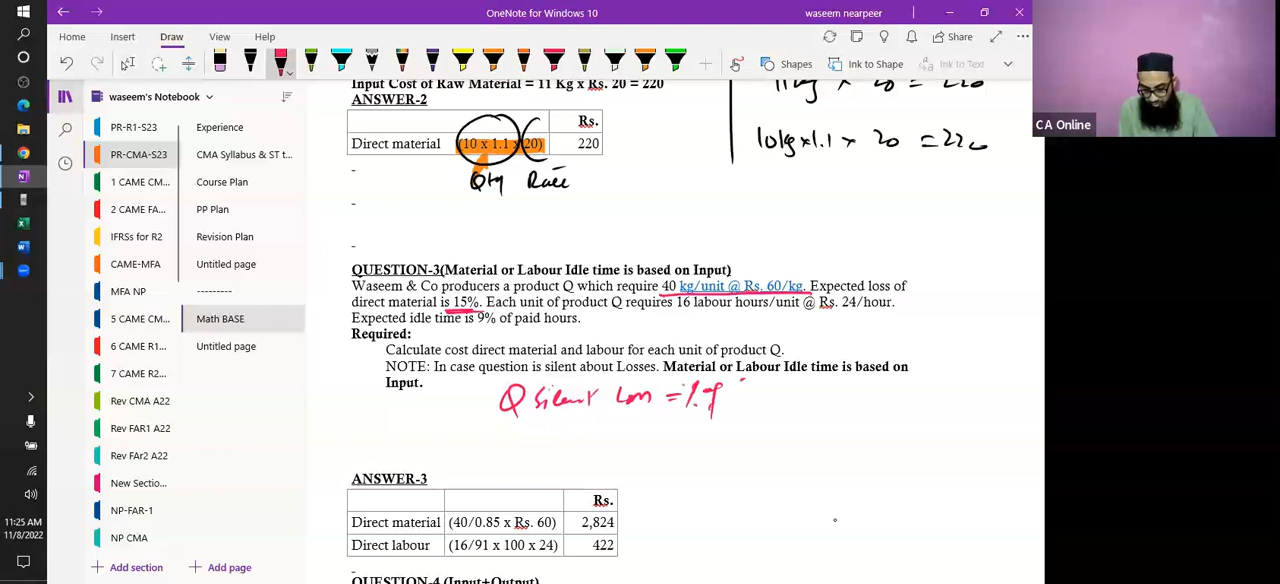 OneNote for Windows 10
waseem nearpeer
Home Insert Draw View Help
Share
Shapes
Ink to Shape
Ink to Text
waseem's Notebook
PR-R1-S23
PR-CMA-S23
1 CAME CM...
2 CAME FA...
IFRSs for R2
CAME-MFA
MFA NP
5 CAME CM...
6 CAME R1...
7 CAME R2...
Rev CMA A22
Rev FAR1 A22
Rev FAr2 A22
New Sectio...
NP-FAR-1
NP CMA
Add section
Experience
CMA Syllabus & ST t...
Course Plan
PP Plan
Revision Plan
Untitled page
---------
Math BASE
Untitled page
Add page
Input Cost of Raw Material = 11 Kg x Rs. 20 = 220
ANSWER-2
Rs.
Direct material (10 x 1.1 x 20) 220
Qty Rate
11kg x 20 = 220
10kg x 1.1 x 20 = 220
QUESTION-3(Material or Labour Idle time is based on Input)
Waseem & Co producers a product Q which require 40 kg/unit @ Rs. 60/kg. Expected loss of
direct material is 15%. Each unit of product Q requires 16 labour hours/unit @ Rs. 24/hour.
Expected idle time is 9% of paid hours.
Required:
Calculate cost direct material and labour for each unit of product Q.
NOTE: In case question is silent about Losses. Material or Labour Idle time is based on
Input.
Q Silent Loss = % of
ANSWER-3
Rs.
Direct material (40/0.85 x Rs. 60) 2,824
Direct labour (16/91 x 100 x 24) 422
QUESTION-4 (Input+Output)
CA Online
11:25 AM
11/8/2022